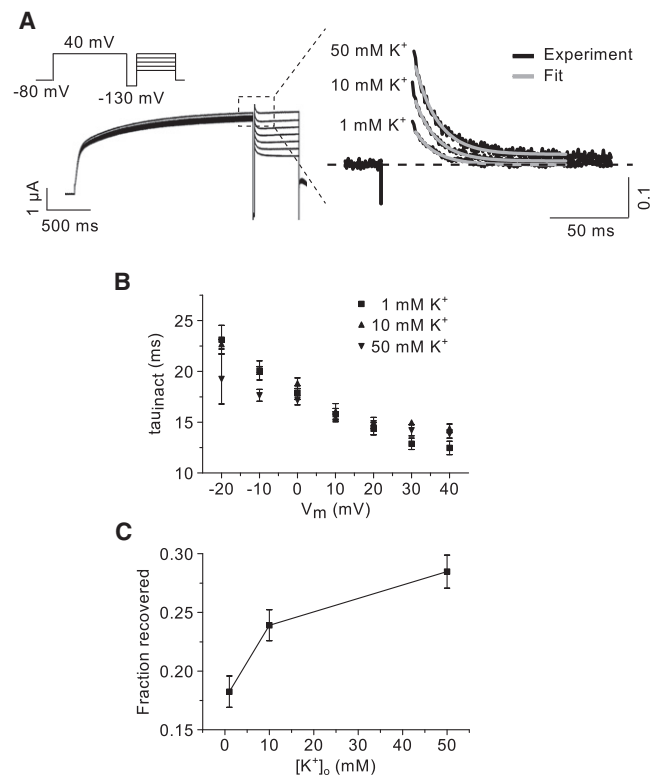 A
40 mV
-80 mV
-130 mV
1 µA
500 ms
50 mM K⁺
10 mM K⁺
1 mM K⁺
Experiment
Fit
0.1
50 ms
B
1 mM K⁺
10 mM K⁺
50 mM K⁺
tau_inact (ms)
25
20
15
10
-20 -10 0 10 20 30 40
V_m (mV)
C
Fraction recovered
0.30
0.25
0.20
0.15
0 10 20 30 40 50
[K⁺]_o (mM)